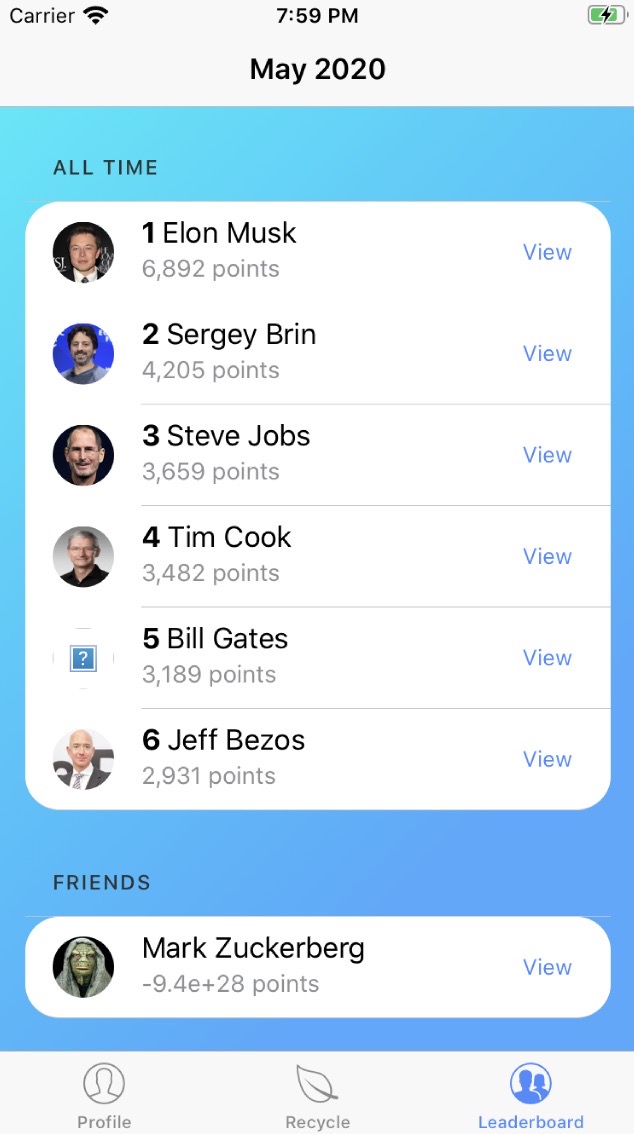 Carrier 7:59 PM
May 2020
ALL TIME
1 Elon Musk
6,892 points
View
2 Sergey Brin
4,205 points
View
3 Steve Jobs
3,659 points
View
4 Tim Cook
3,482 points
View
?
5 Bill Gates
3,189 points
View
6 Jeff Bezos
2,931 points
View
FRIENDS
Mark Zuckerberg
-9.4e+28 points
View
Profile Recycle Leaderboard